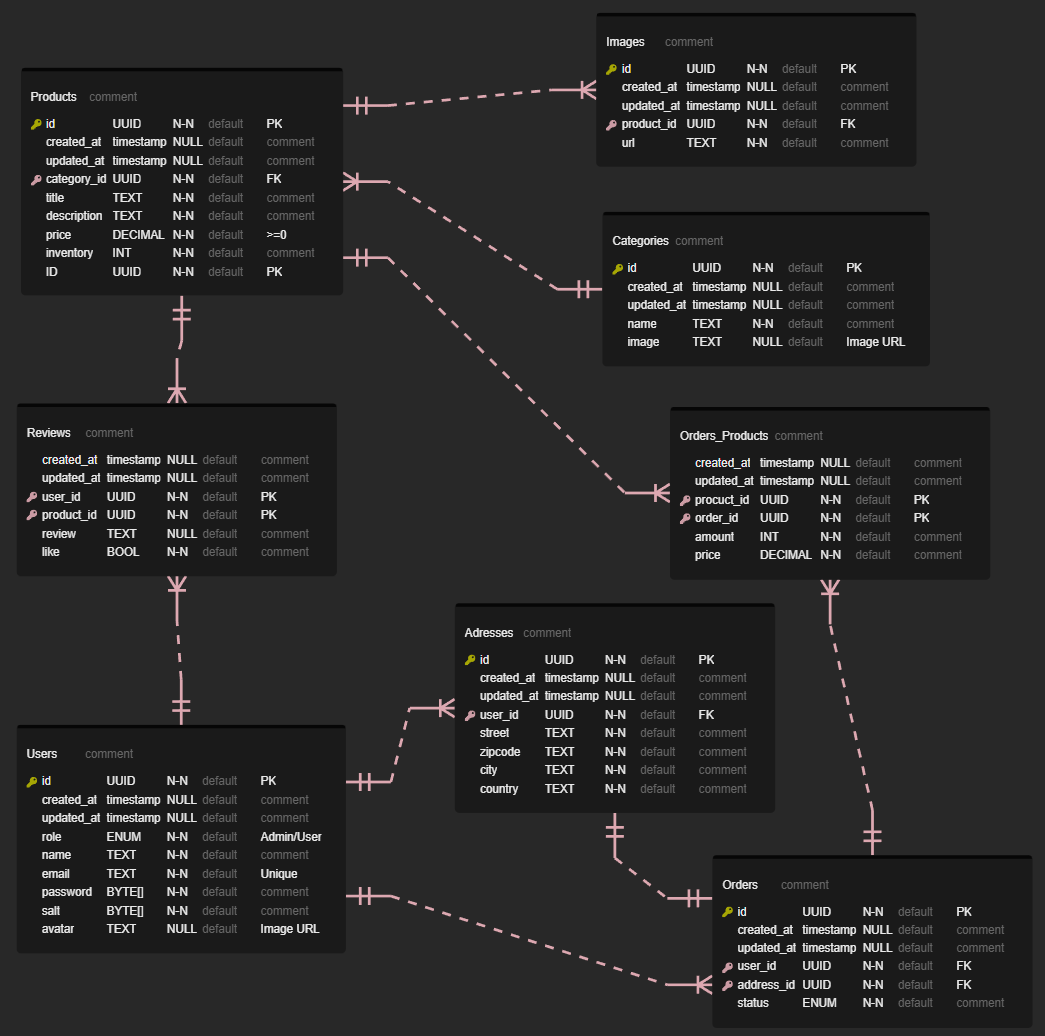 Images comment
id UUID N-N default PK
created_at timestamp NULL default comment
updated_at timestamp NULL default comment
product_id UUID N-N default FK
url TEXT N-N default comment
Products comment
id UUID N-N default PK
created_at timestamp NULL default comment
updated_at timestamp NULL default comment
category_id UUID N-N default FK
title TEXT N-N default comment
description TEXT N-N default comment
price DECIMAL N-N default >=0
inventory INT N-N default comment
ID UUID N-N default PK
Categories comment
id UUID N-N default PK
created_at timestamp NULL default comment
updated_at timestamp NULL default comment
name TEXT N-N default comment
image TEXT NULL default Image URL
Reviews comment
created_at timestamp NULL default comment
updated_at timestamp NULL default comment
user_id UUID N-N default PK
product_id UUID N-N default PK
review TEXT NULL default comment
like BOOL N-N default comment
Orders_Products comment
created_at timestamp NULL default comment
updated_at timestamp NULL default comment
procuct_id UUID N-N default PK
order_id UUID N-N default PK
amount INT N-N default comment
price DECIMAL N-N default comment
Adresses comment
id UUID N-N default PK
created_at timestamp NULL default comment
updated_at timestamp NULL default comment
user_id UUID N-N default FK
street TEXT N-N default comment
zipcode TEXT N-N default comment
city TEXT N-N default comment
country TEXT N-N default comment
Users comment
id UUID N-N default PK
created_at timestamp NULL default comment
updated_at timestamp NULL default comment
role ENUM N-N default Admin/User
name TEXT N-N default comment
email TEXT N-N default Unique
password BYTE[] N-N default comment
salt BYTE[] N-N default comment
avatar TEXT NULL default Image URL
Orders comment
id UUID N-N default PK
created_at timestamp NULL default comment
updated_at timestamp NULL default comment
user_id UUID N-N default FK
address_id UUID N-N default FK
status ENUM N-N default comment